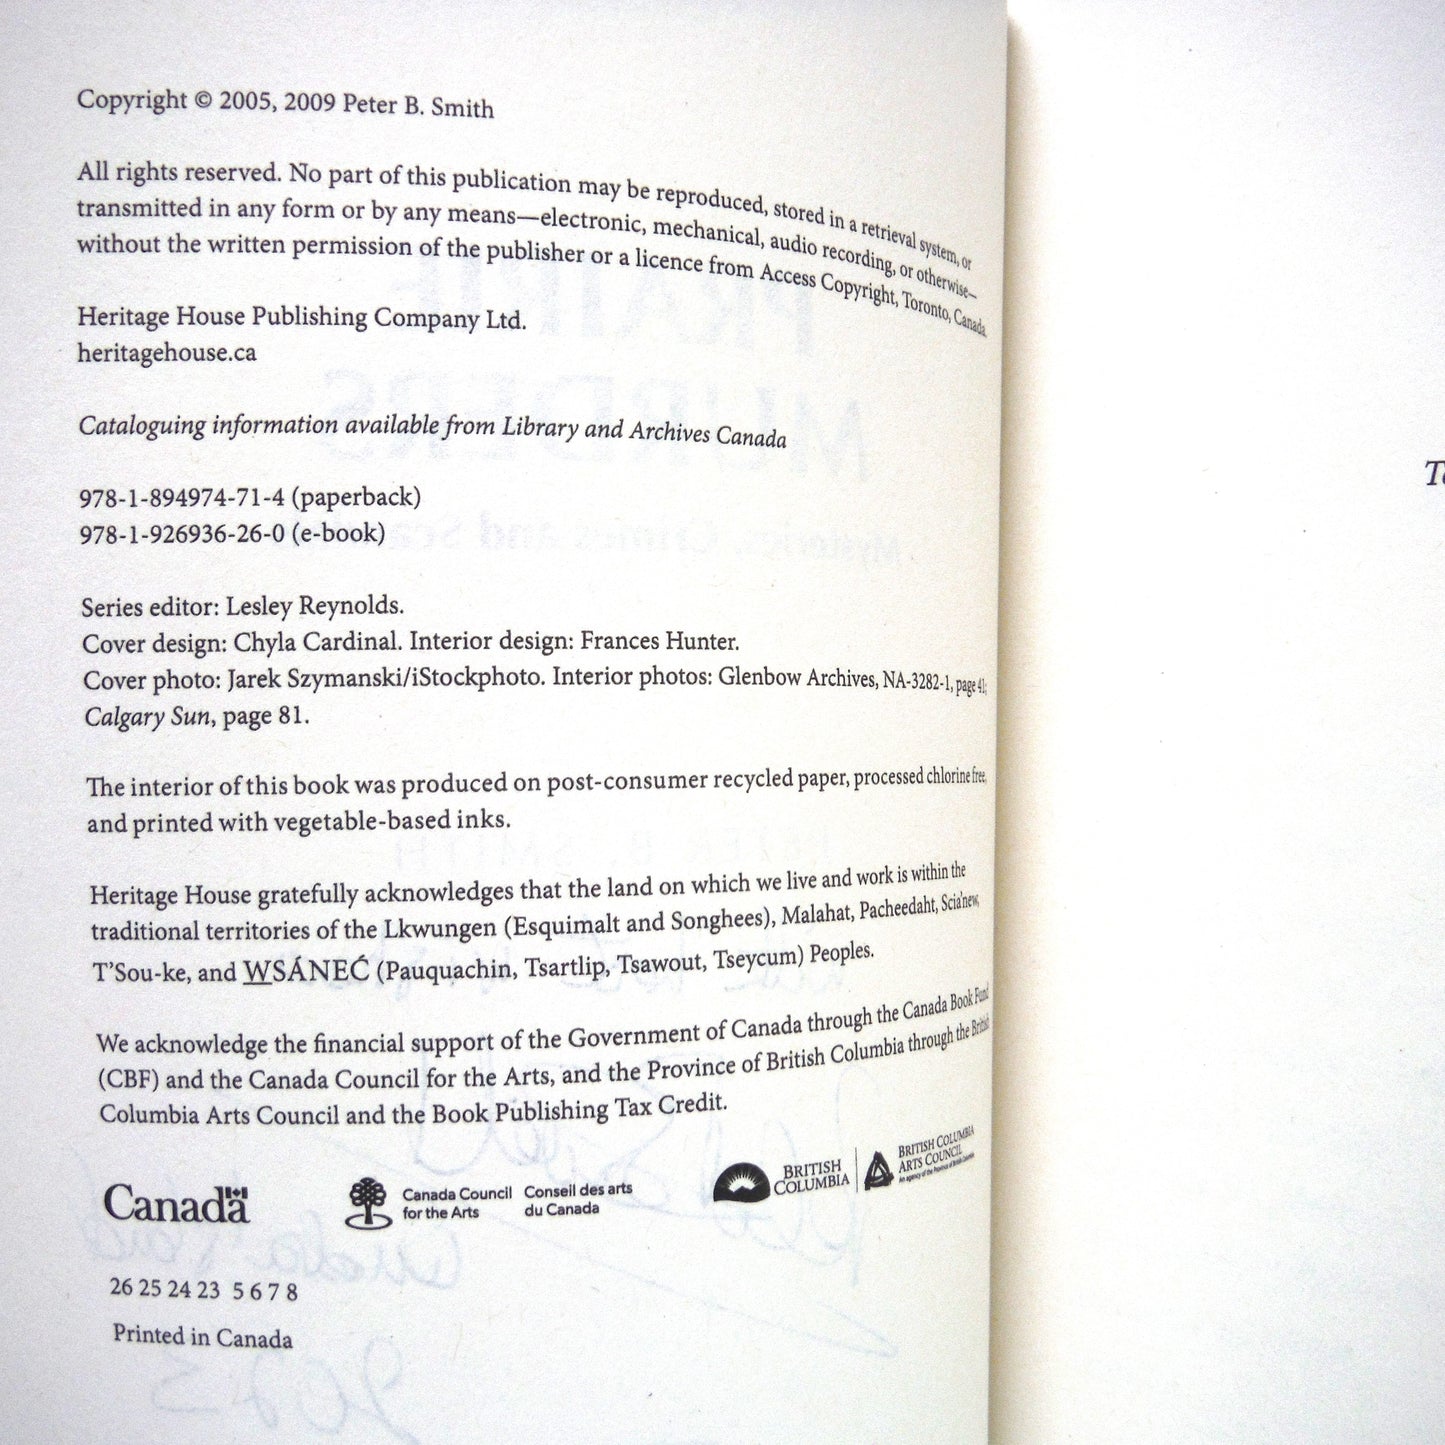 Copyright © 2005, 2009 Peter B. Smith
All rights reserved. No part of this publication may be reproduced, stored in a retrieval system, or
transmitted in any form or by any means—electronic, mechanical, audio recording, or otherwise—
without the written permission of the publisher or a licence from Access Copyright, Toronto, Canada.
Heritage House Publishing Company Ltd.
heritagehouse.ca
Cataloguing information available from Library and Archives Canada
978-1-894974-71-4 (paperback)
978-1-926936-26-0 (e-book)
Series editor: Lesley Reynolds.
Cover design: Chyla Cardinal. Interior design: Frances Hunter.
Cover photo: Jarek Szymanski/iStockphoto. Interior photos: Glenbow Archives, NA-3282-1, page 41;
Calgary Sun, page 81.
The interior of this book was produced on post-consumer recycled paper, processed chlorine free,
and printed with vegetable-based inks.
Heritage House gratefully acknowledges that the land on which we live and work is within the
traditional territories of the Lkwungen (Esquimalt and Songhees), Malahat, Pacheedaht, Scia'new,
T'Sou-ke, and W̱SÁNEĆ (Pauquachin, Tsartlip, Tsawout, Tseycum) Peoples.
We acknowledge the financial support of the Government of Canada through the Canada Book Fund
(CBF) and the Canada Council for the Arts, and the Province of British Columbia through the British
Columbia Arts Council and the Book Publishing Tax Credit.
Canada
Canada Council Conseil des arts
for the Arts du Canada
BRITISH
COLUMBIA
BRITISH COLUMBIA
ARTS COUNCIL
An agency of the Province of British Columbia
26 25 24 23 5 6 7 8
Printed in Canada